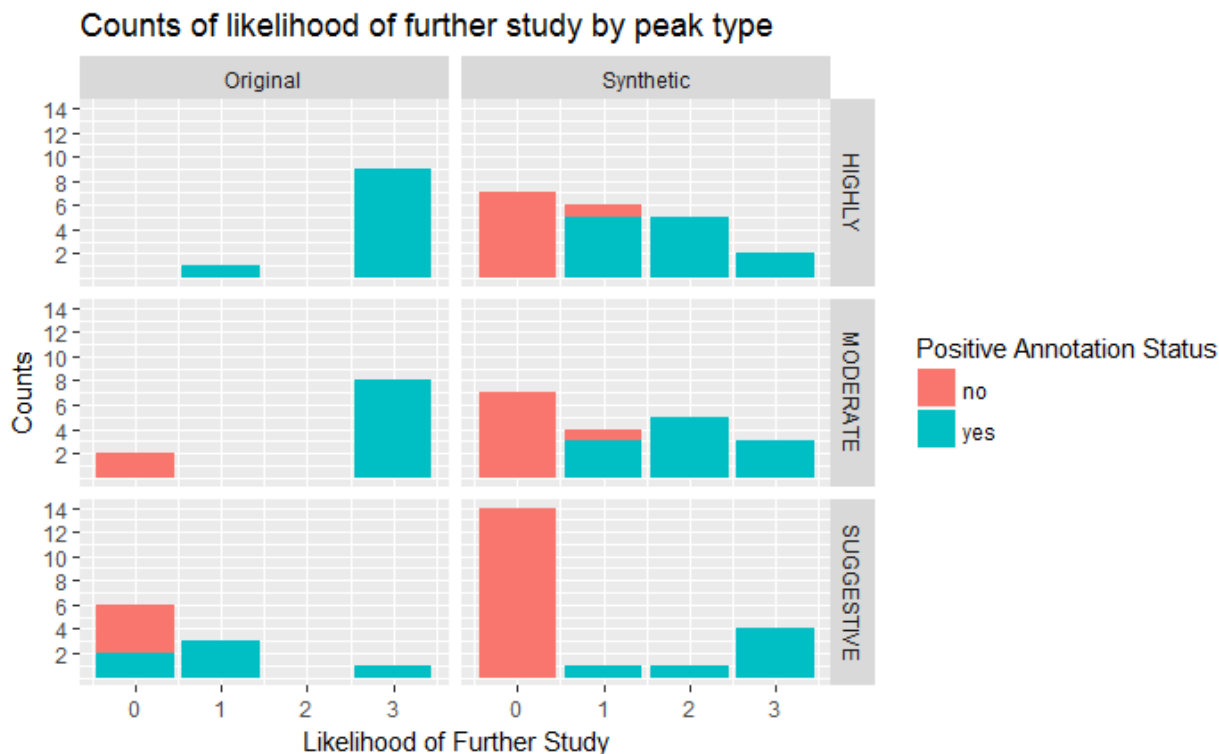 Counts of likelihood of further study by peak type
Original Synthetic
14
12
10
8
6
4
2
HIGHLY
14
12
10
8
6
4
2
MODERATE
14
12
10
8
6
4
2
SUGGESTIVE
Counts
0 1 2 3 0 1 2 3
Likelihood of Further Study
Positive Annotation Status
no
yes